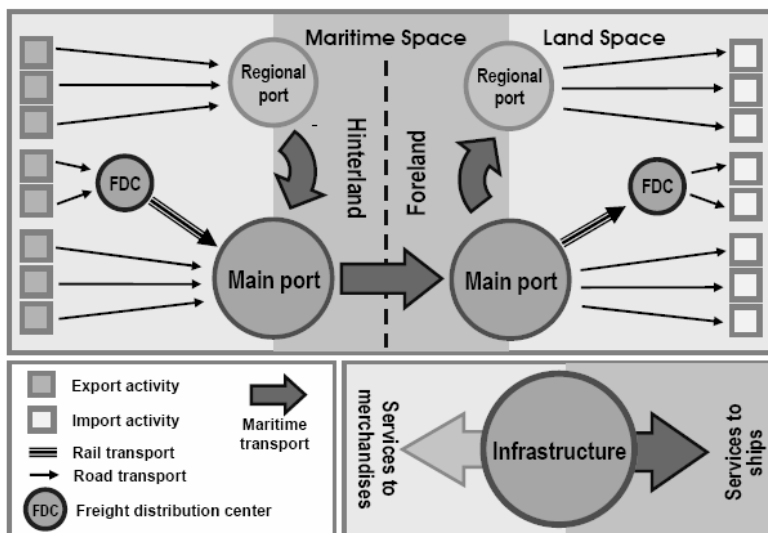 Maritime Space
Land Space
Regional
port
Regional
port
Hinterland
Foreland
FDC
FDC
Main port
Main port
Export activity
Import activity
Rail transport
Road transport
FDC
Freight distribution center
Maritime
transport
Services to
merchandises
Infrastructure
Services to
ships